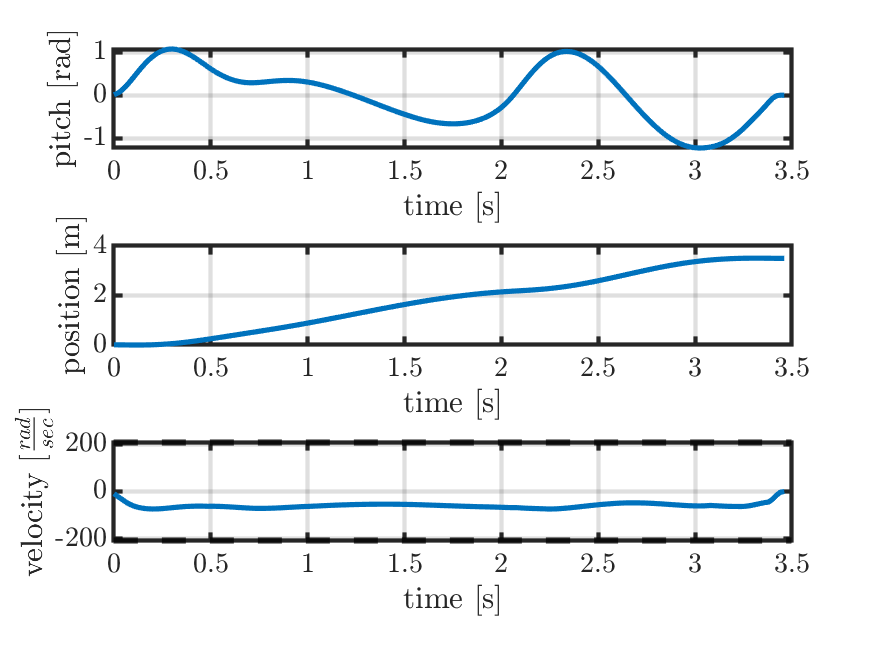 pitch [rad]
1
0
-1
0 0.5 1 1.5 2 2.5 3 3.5
time [s]
position [m]
4
2
0
0 0.5 1 1.5 2 2.5 3 3.5
time [s]
velocity [rad/sec]
200
0
-200
0 0.5 1 1.5 2 2.5 3 3.5
time [s]